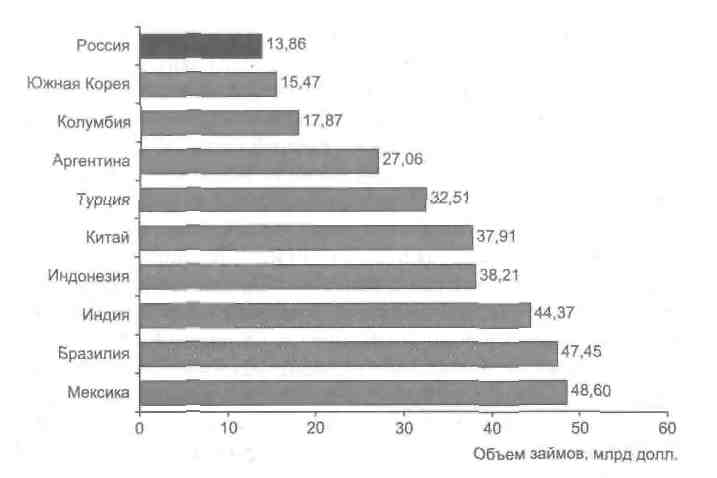 Россия 13,86
Южная Корея 15,47
Колумбия 17,87
Аргентина 27,06
Турция 32,51
Китай 37,91
Индонезия 38,21
Индия 44,37
Бразилия 47,45
Мексика 48,60
0 10 20 30 40 50 60
Объем займов, млрд долл.